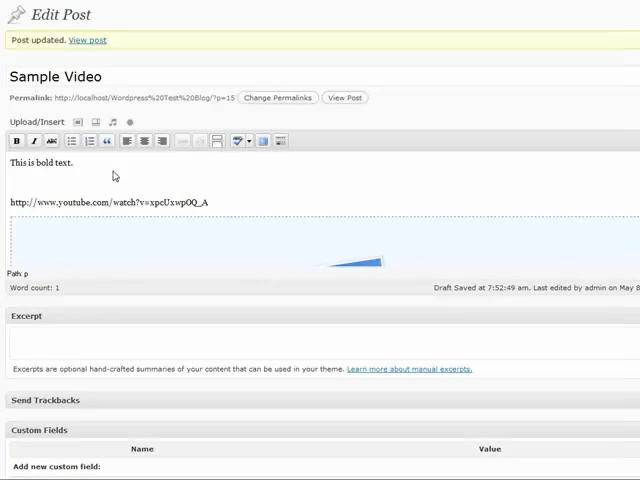 Edit Post
Post updated. View post
Sample Video
Permalink: http://localhost/Wordpress%20Test%20Blog/?p=15 Change Permalinks View Post
Upload/Insert
B I ABC
This is bold text.
http://www.youtube.com/watch?v=xpcUxwp0Q_A
Path: p
Word count: 1 Draft Saved at 7:52:49 am. Last edited by admin on May 8
Excerpt
Excerpts are optional hand-crafted summaries of your content that can be used in your theme. Learn more about manual excerpts.
Send Trackbacks
Custom Fields
Name Value
Add new custom field: